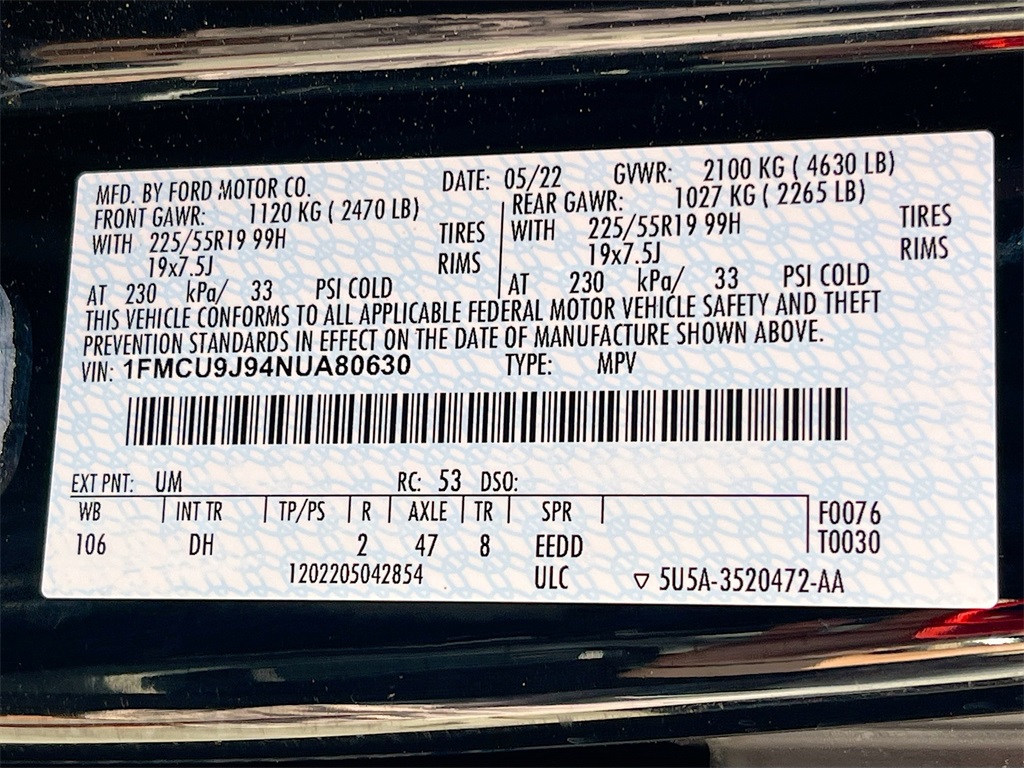 MFD. BY FORD MOTOR CO. DATE: 05/22 GVWR: 2100 KG ( 4630 LB)
FRONT GAWR: 1120 KG ( 2470 LB) REAR GAWR: 1027 KG ( 2265 LB)
WITH 225/55R19 99H TIRES WITH 225/55R19 99H TIRES
19x7.5J RIMS 19x7.5J RIMS
AT 230 kPa/ 33 PSI COLD AT 230 kPa/ 33 PSI COLD
THIS VEHICLE CONFORMS TO ALL APPLICABLE FEDERAL MOTOR VEHICLE SAFETY AND THEFT
PREVENTION STANDARDS IN EFFECT ON THE DATE OF MANUFACTURE SHOWN ABOVE.
VIN: 1FMCU9J94NUA80630 TYPE: MPV
EXT PNT: UM RC: 53 DSO:
WB INT TR TP/PS R AXLE TR SPR F0076
106 DH 2 47 8 EEDD T0030
1202205042854 ULC ▽ 5U5A-3520472-AA